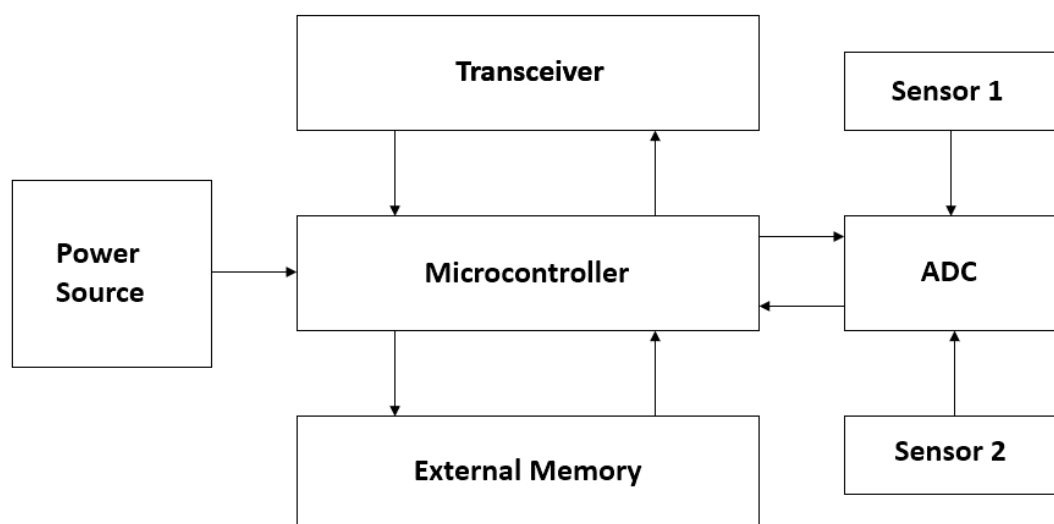 Transceiver
Sensor 1
Power
Source
Microcontroller
ADC
External Memory
Sensor 2